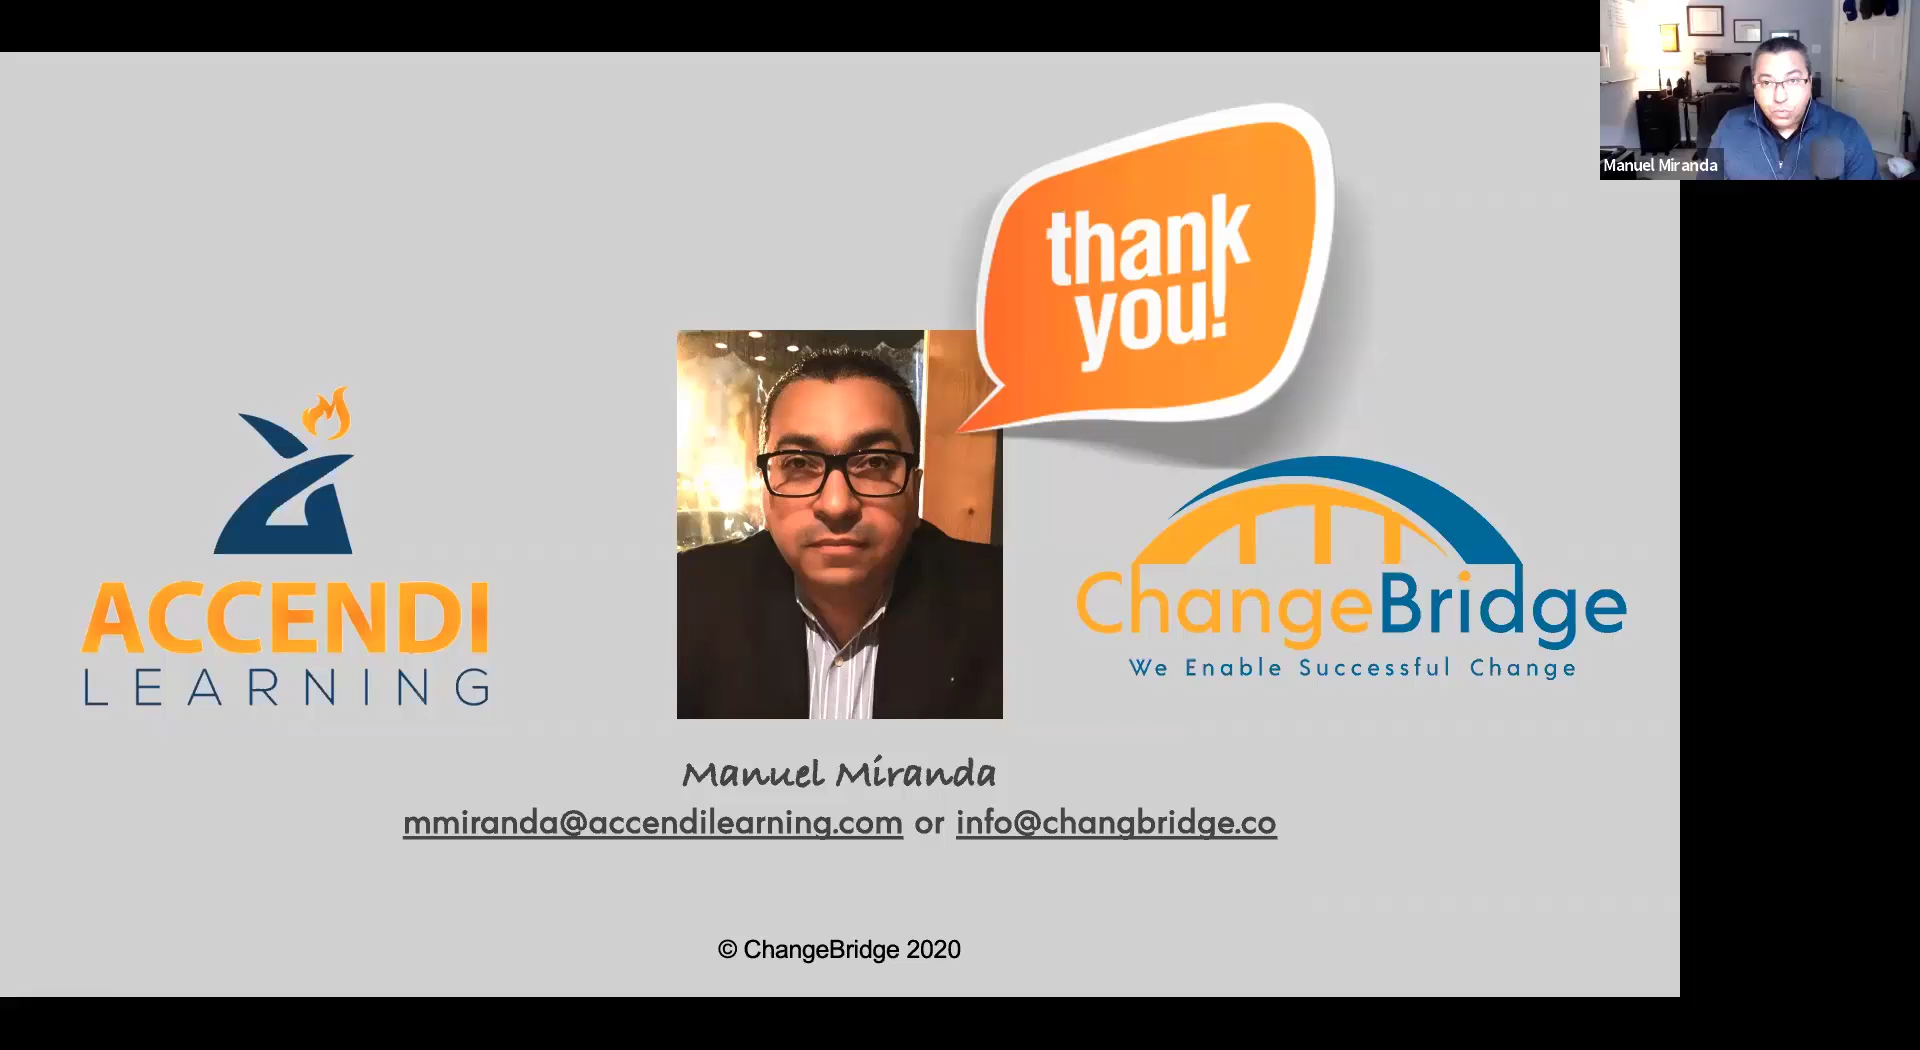 Manuel Miranda
thank
you!
ACCENDI
LEARNING
ChangeBridge
We Enable Successful Change
Manuel Miranda
mmiranda@accendilearning.com or info@changbridge.co
© ChangeBridge 2020